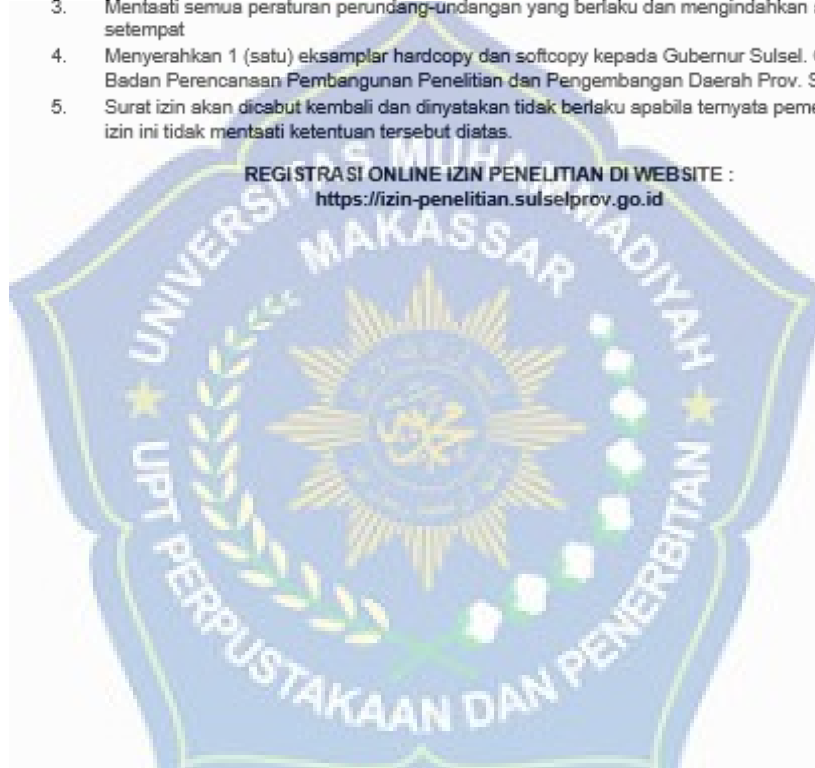 3. Mentaati semua peraturan perundang-undangan yang berlaku dan mengindahkan
setempat
4. Menyerahkan 1 (satu) eksamplar hardcopy dan softcopy kepada Gubernur Sulsel.
Badan Perencanaan Pembangunan Penelitian dan Pengembangan Daerah Prov.
5. Surat izin akan dicabut kembali dan dinyatakan tidak berlaku apabila ternyata
izin ini tidak mentaati ketentuan tersebut diatas.
REGISTRASI ONLINE IZIN PENELITIAN DI WEBSITE :
https://izin-penelitian.sulselprov.go.id
UNIVERSITAS MUHAMMADIYAH
MAKASSAR
UPT PERPUSTAKAAN DAN PENERBITAN